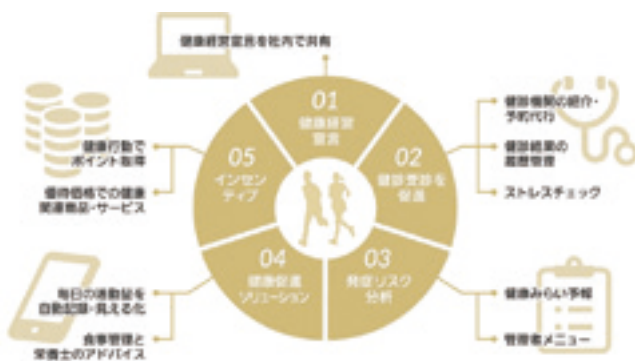 健康経営宣言を社内で共有
01
健康経営
宣言
02
健診受診を
促進
健診機関の紹介・
予約代行
健診結果の
履歴管理
ストレスチェック
03
発症リスク
分析
健康みらい予報
管理者メニュー
04
健康促進
ソリューション
毎日の運動量を
自動記録・見える化
食事管理と
栄養士のアドバイス
05
インセン
ティブ
健康行動で
ポイント獲得
優待価格での健康
関連商品・サービス